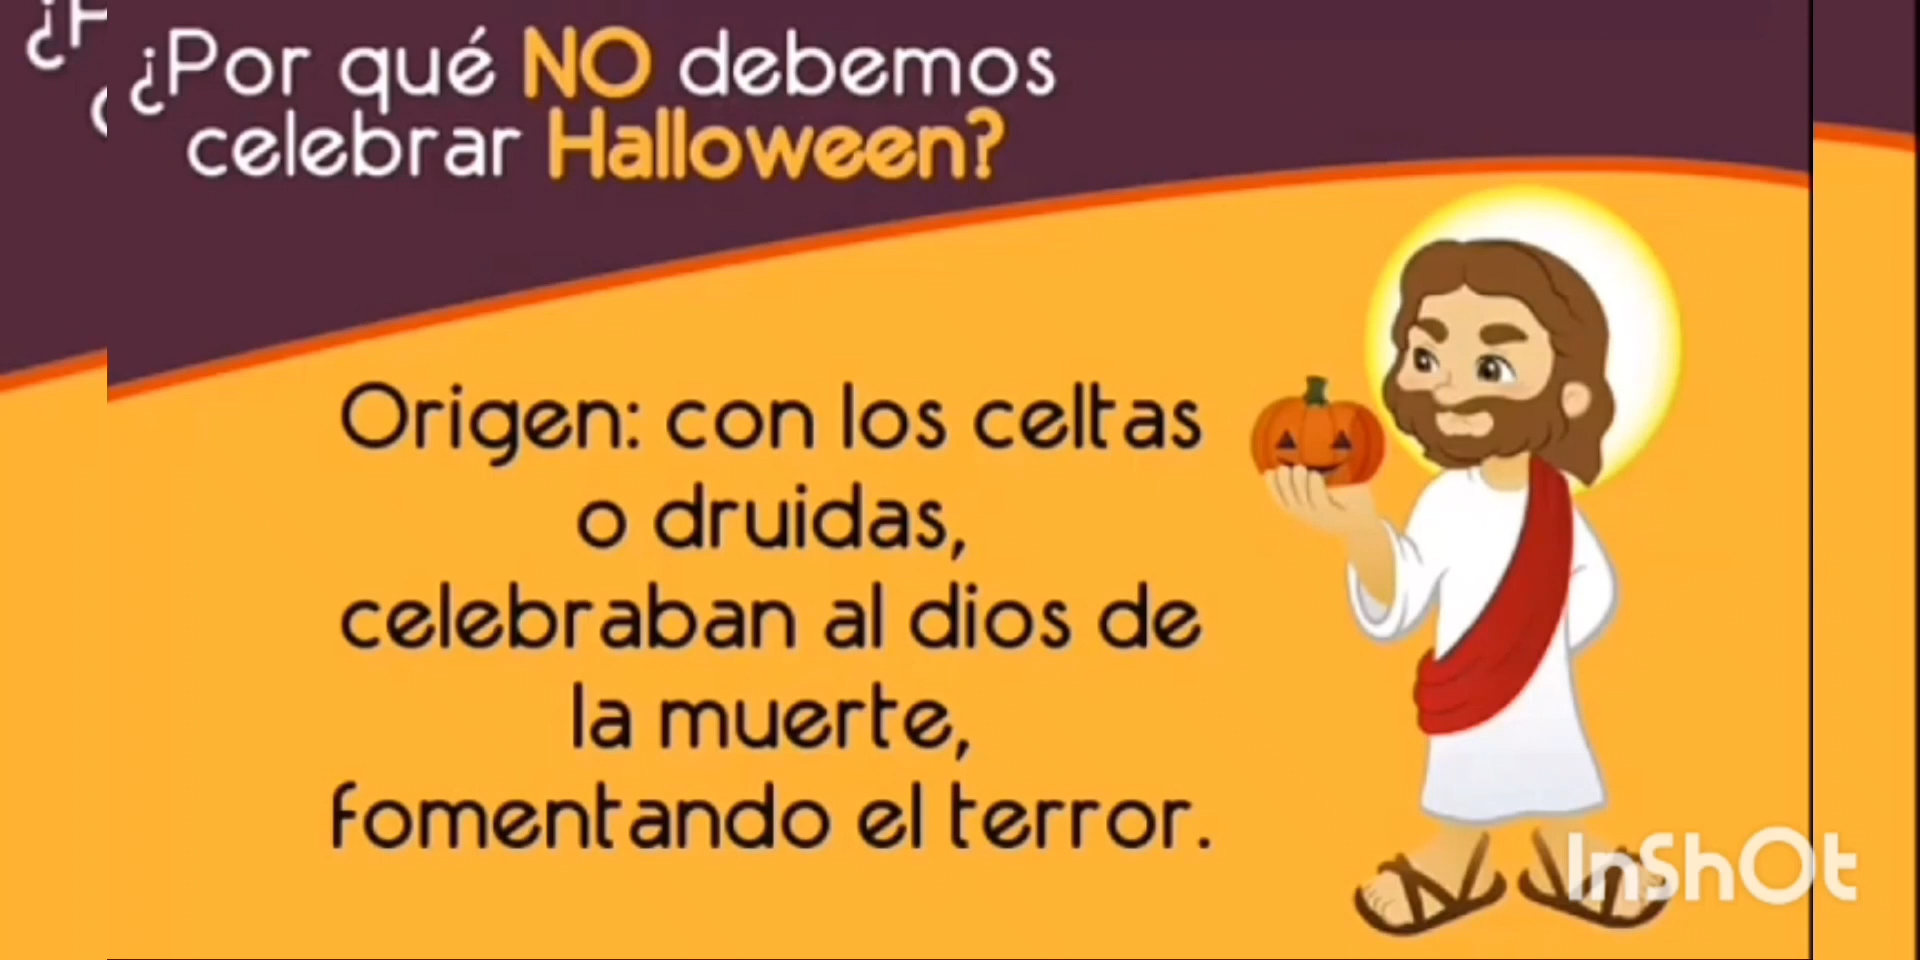 ¿Por qué NO debemos
celebrar Halloween?
Origen: con los celtas
o druidas,
celebraban al dios de
la muerte,
fomentando el terror.
InShOt